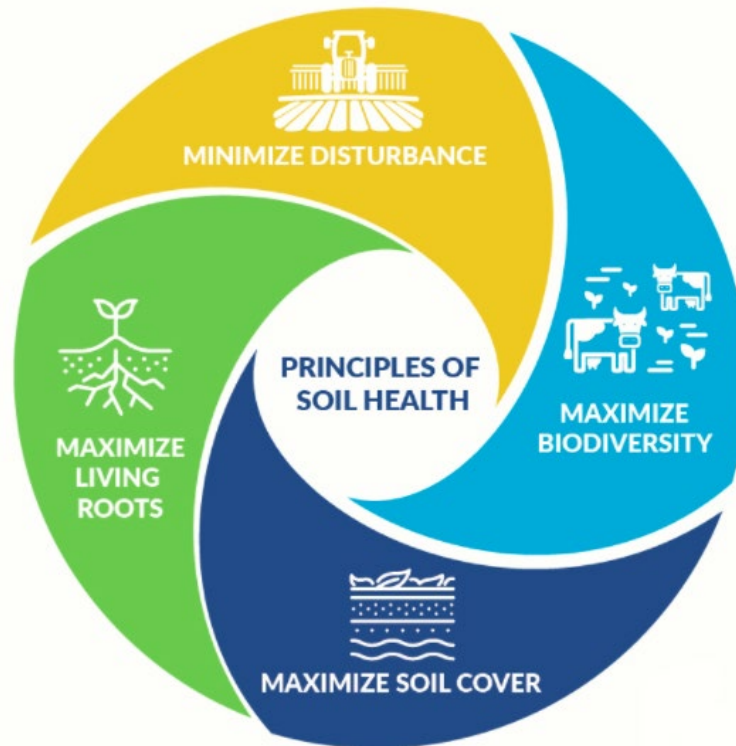 MINIMIZE DISTURBANCE
PRINCIPLES OF
SOIL HEALTH
MAXIMIZE
BIODIVERSITY
MAXIMIZE
LIVING
ROOTS
MAXIMIZE SOIL COVER